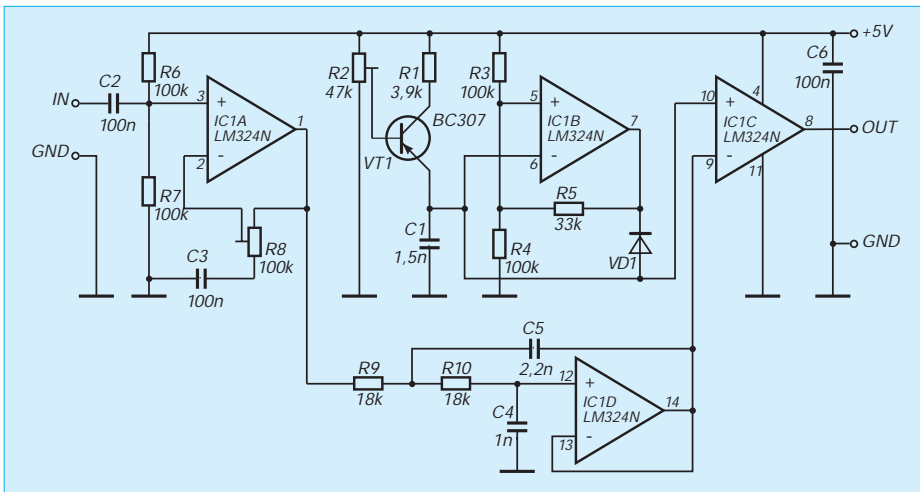 +5V
C2
IN
100n
GND
R6
100k
3
+
IC1A
LM324N
1
2
-
R7
100k
C3
100n
R8
100k
R2
47k
R1
3,9k
BC307
VT1
C1
1,5n
R3
100k
5
+
IC1B
LM324N
7
6
-
R5
33k
R4
100k
VD1
10
+
4
IC1C
LM324N
8
9
-
11
OUT
C6
100n
GND
R9
18k
R10
18k
C5
2,2n
C4
1n
12
+
IC1D
LM324N
14
13
-